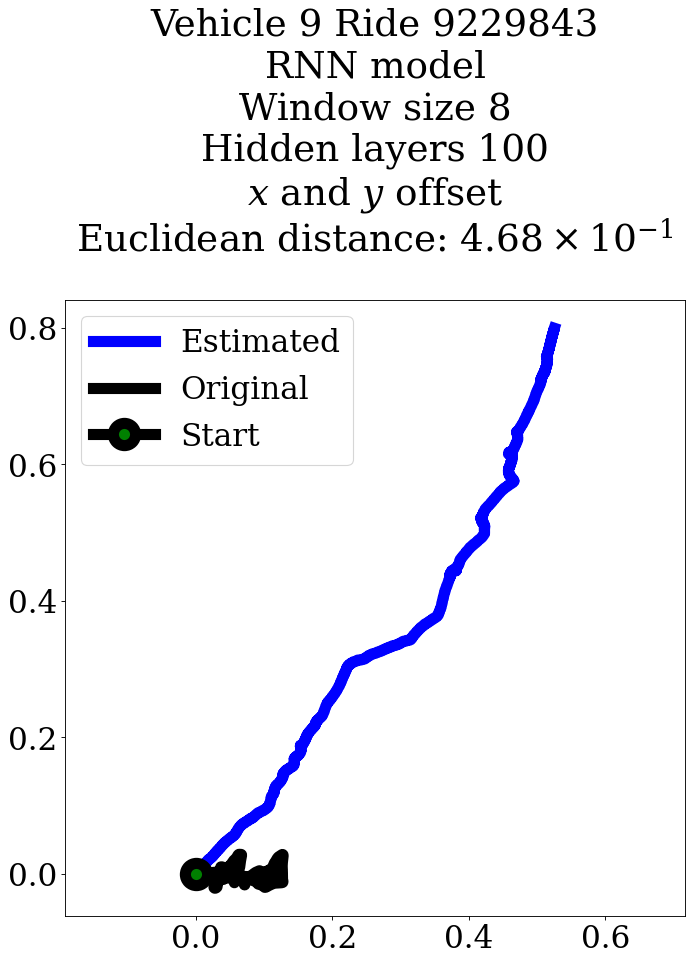 Vehicle 9 Ride 9229843
RNN model
Window size 8
Hidden layers 100
x and y offset
Euclidean distance: 4.68 × 10⁻¹
Estimated
Original
Start
0.8
0.6
0.4
0.2
0.0
0.0 0.2 0.4 0.6